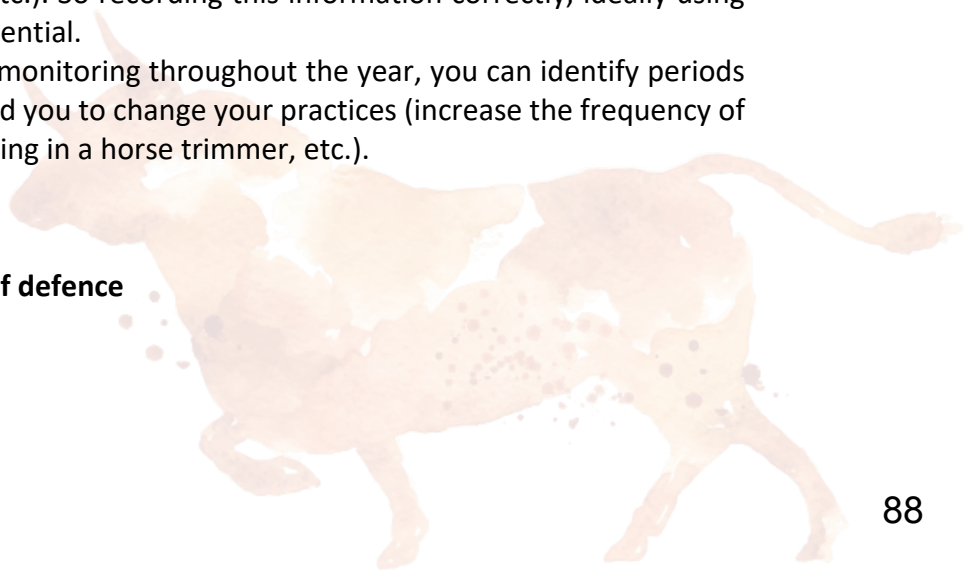 etc.). So recording this information correctly, ideally using
ential.
monitoring throughout the year, you can identify periods
d you to change your practices (increase the frequency of
ing in a horse trimmer, etc.).
f defence
88